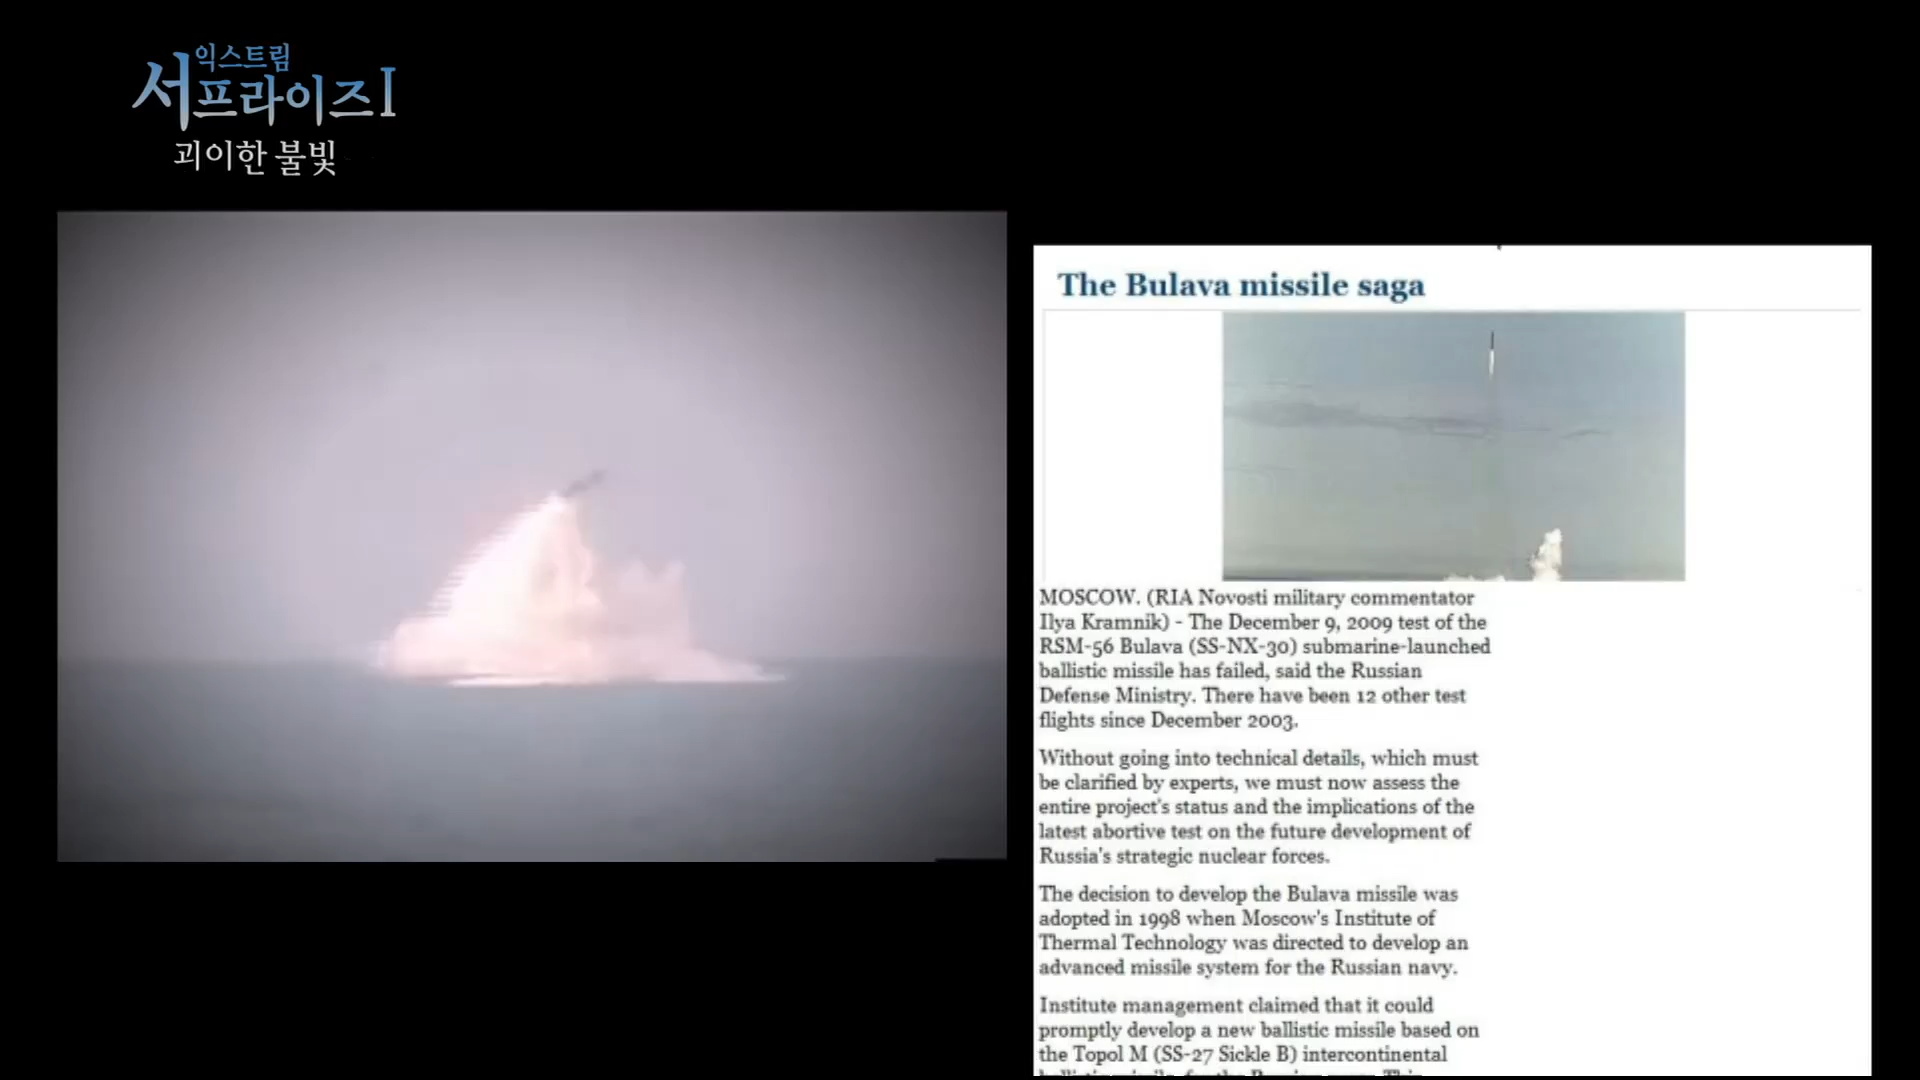 익스트림
서프라이즈 I
괴이한 불빛
The Bulava missile saga
MOSCOW. (RIA Novosti military commentator
Ilya Kramnik) - The December 9, 2009 test of the
RSM-56 Bulava (SS-NX-30) submarine-launched
ballistic missile has failed, said the Russian
Defense Ministry. There have been 12 other test
flights since December 2003.
Without going into technical details, which must
be clarified by experts, we must now assess the
entire project's status and the implications of the
latest abortive test on the future development of
Russia's strategic nuclear forces.
The decision to develop the Bulava missile was
adopted in 1998 when Moscow's Institute of
Thermal Technology was directed to develop an
advanced missile system for the Russian navy.
Institute management claimed that it could
promptly develop a new ballistic missile based on
the Topol M (SS-27 Sickle B) intercontinental